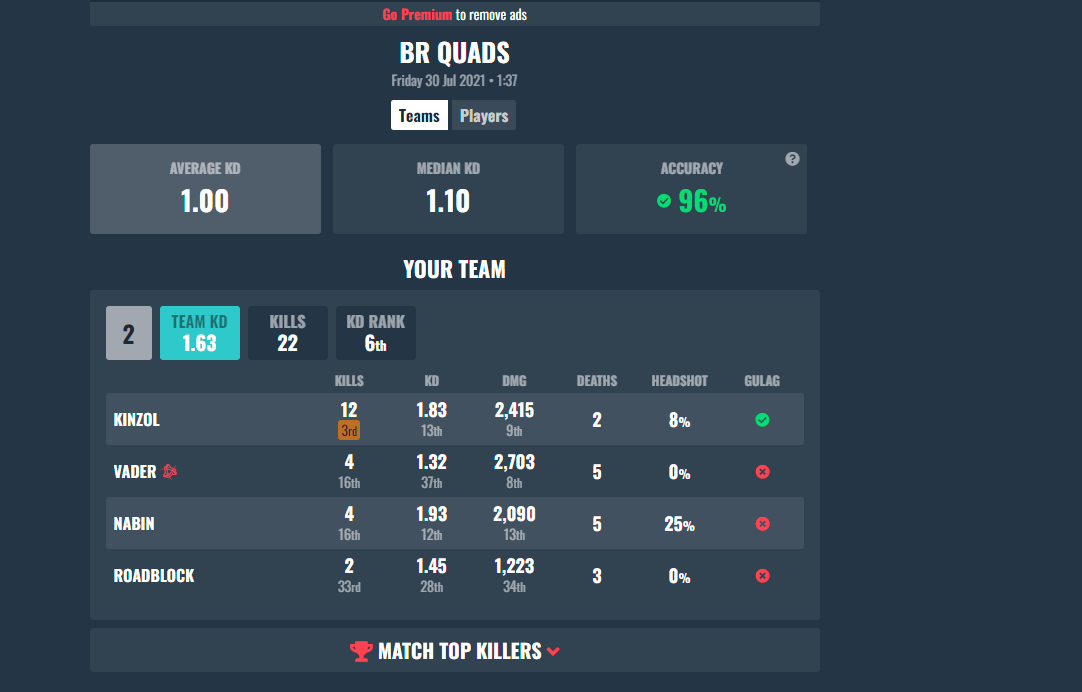 Go Premium to remove ads
BR QUADS
Friday 30 Jul 2021 • 1:37
Teams Players
AVERAGE KD MEDIAN KD ACCURACY ?
1.00 1.10 96%
YOUR TEAM
2 TEAM KD KILLS KD RANK
1.63 22 6th
KILLS KD DMG DEATHS HEADSHOT GULAG
KINZOL 12 1.83 2,415 2 8%
3rd 13th 9th
VADER 4 1.32 2,703 5 0%
16th 37th 8th
NABIN 4 1.93 2,090 5 25%
16th 12th 13th
ROADBLOCK 2 1.45 1,223 3 0%
33rd 28th 34th
MATCH TOP KILLERS